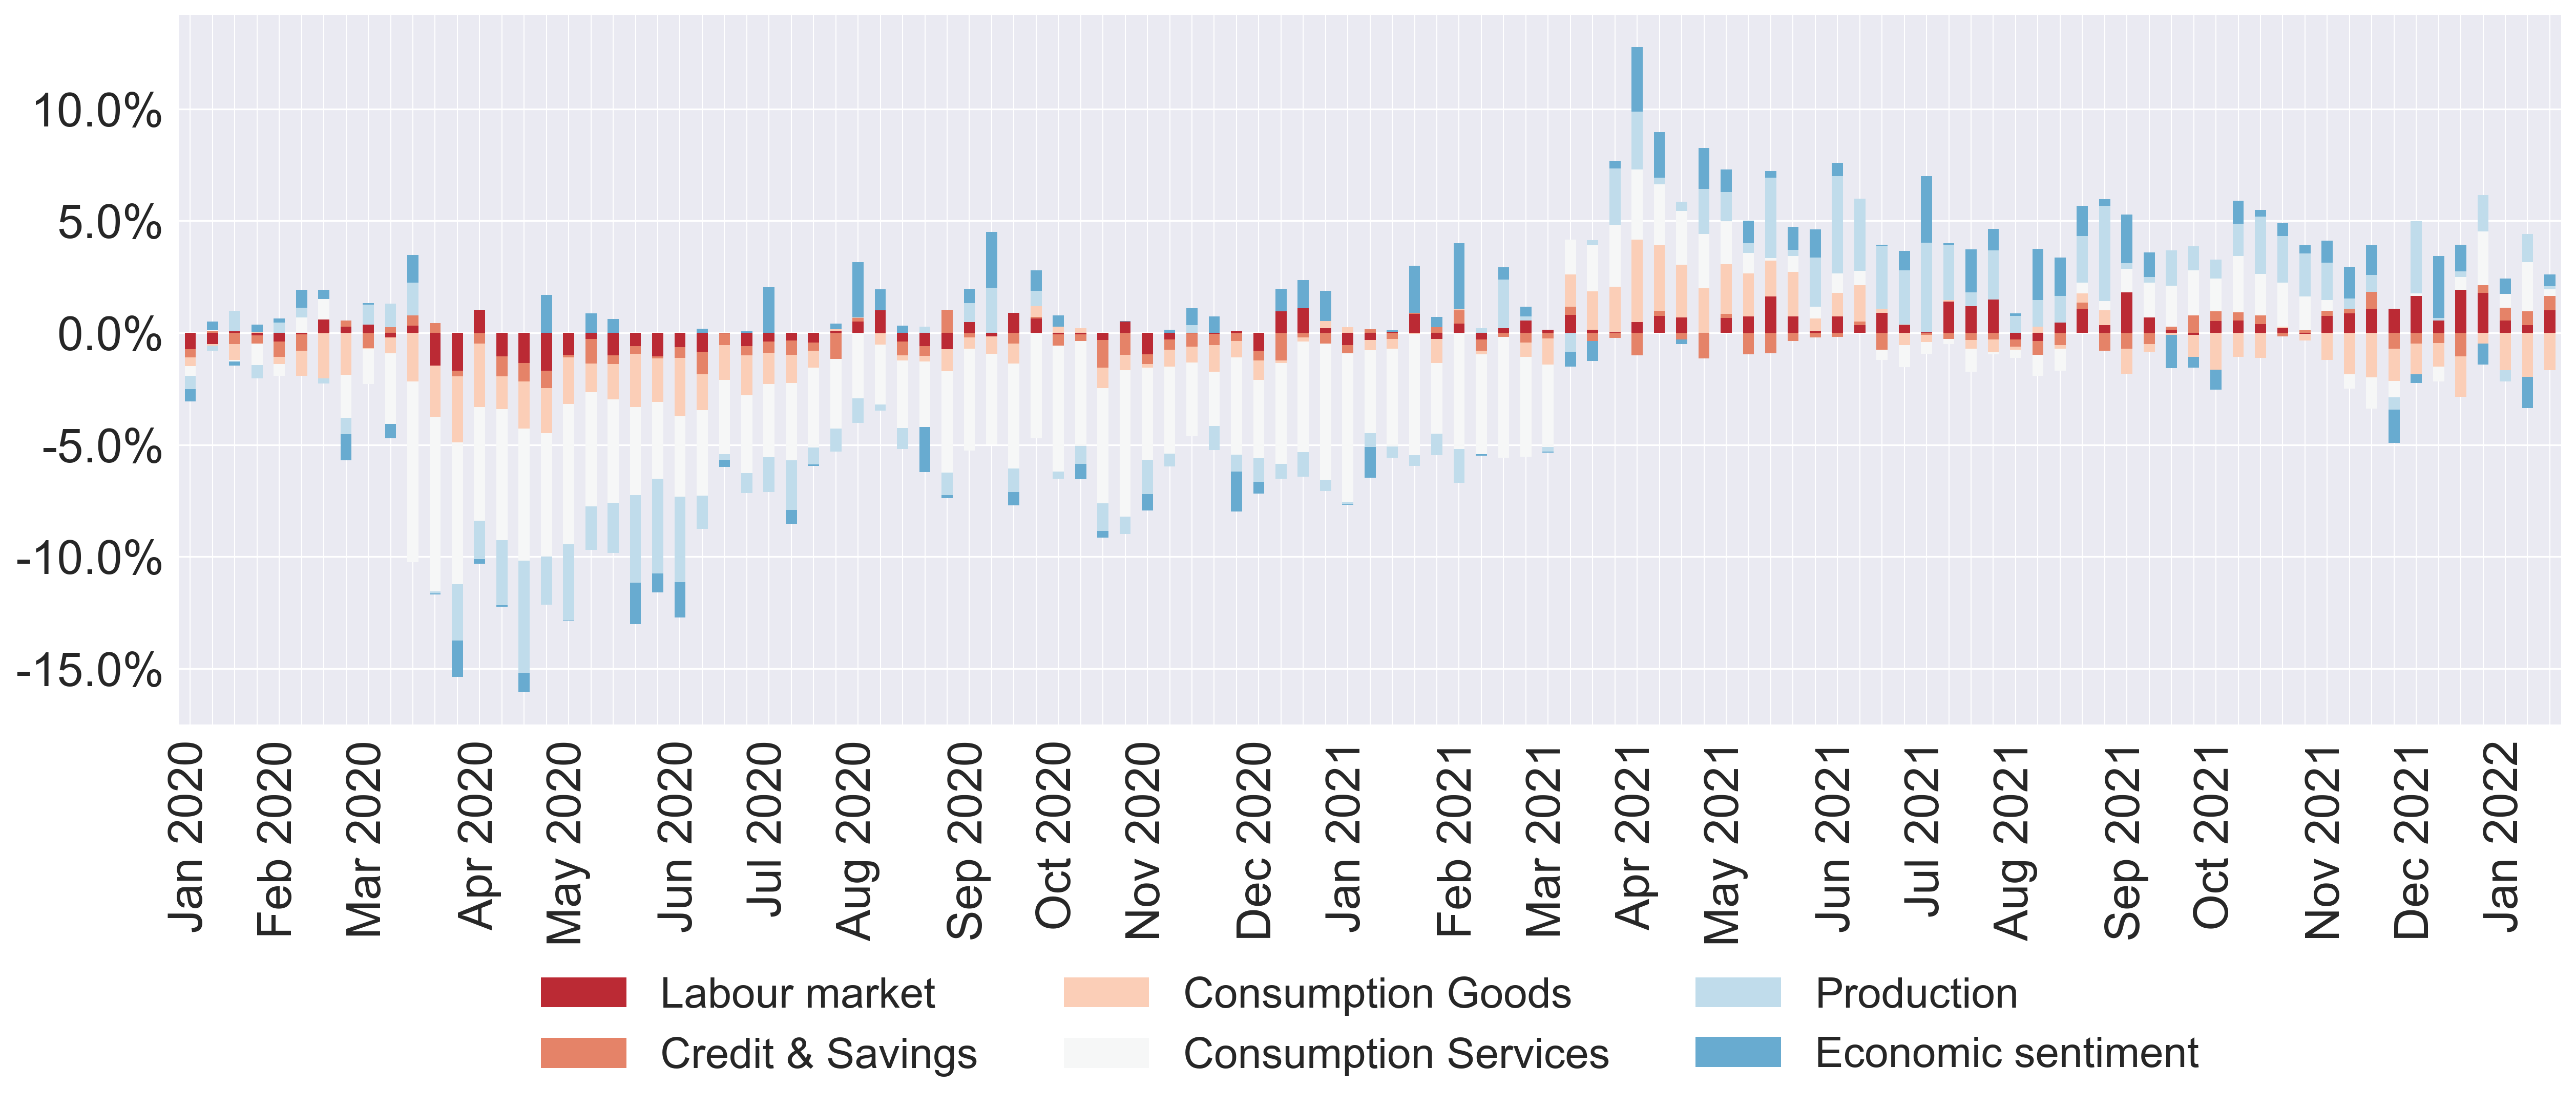 10.0%
5.0%
0.0%
-5.0%
-10.0%
-15.0%
Jan 2020
Feb 2020
Mar 2020
Apr 2020
May 2020
Jun 2020
Jul 2020
Aug 2020
Sep 2020
Oct 2020
Nov 2020
Dec 2020
Jan 2021
Feb 2021
Mar 2021
Apr 2021
May 2021
Jun 2021
Jul 2021
Aug 2021
Sep 2021
Oct 2021
Nov 2021
Dec 2021
Jan 2022
Labour market
Consumption Goods
Production
Credit & Savings
Consumption Services
Economic sentiment